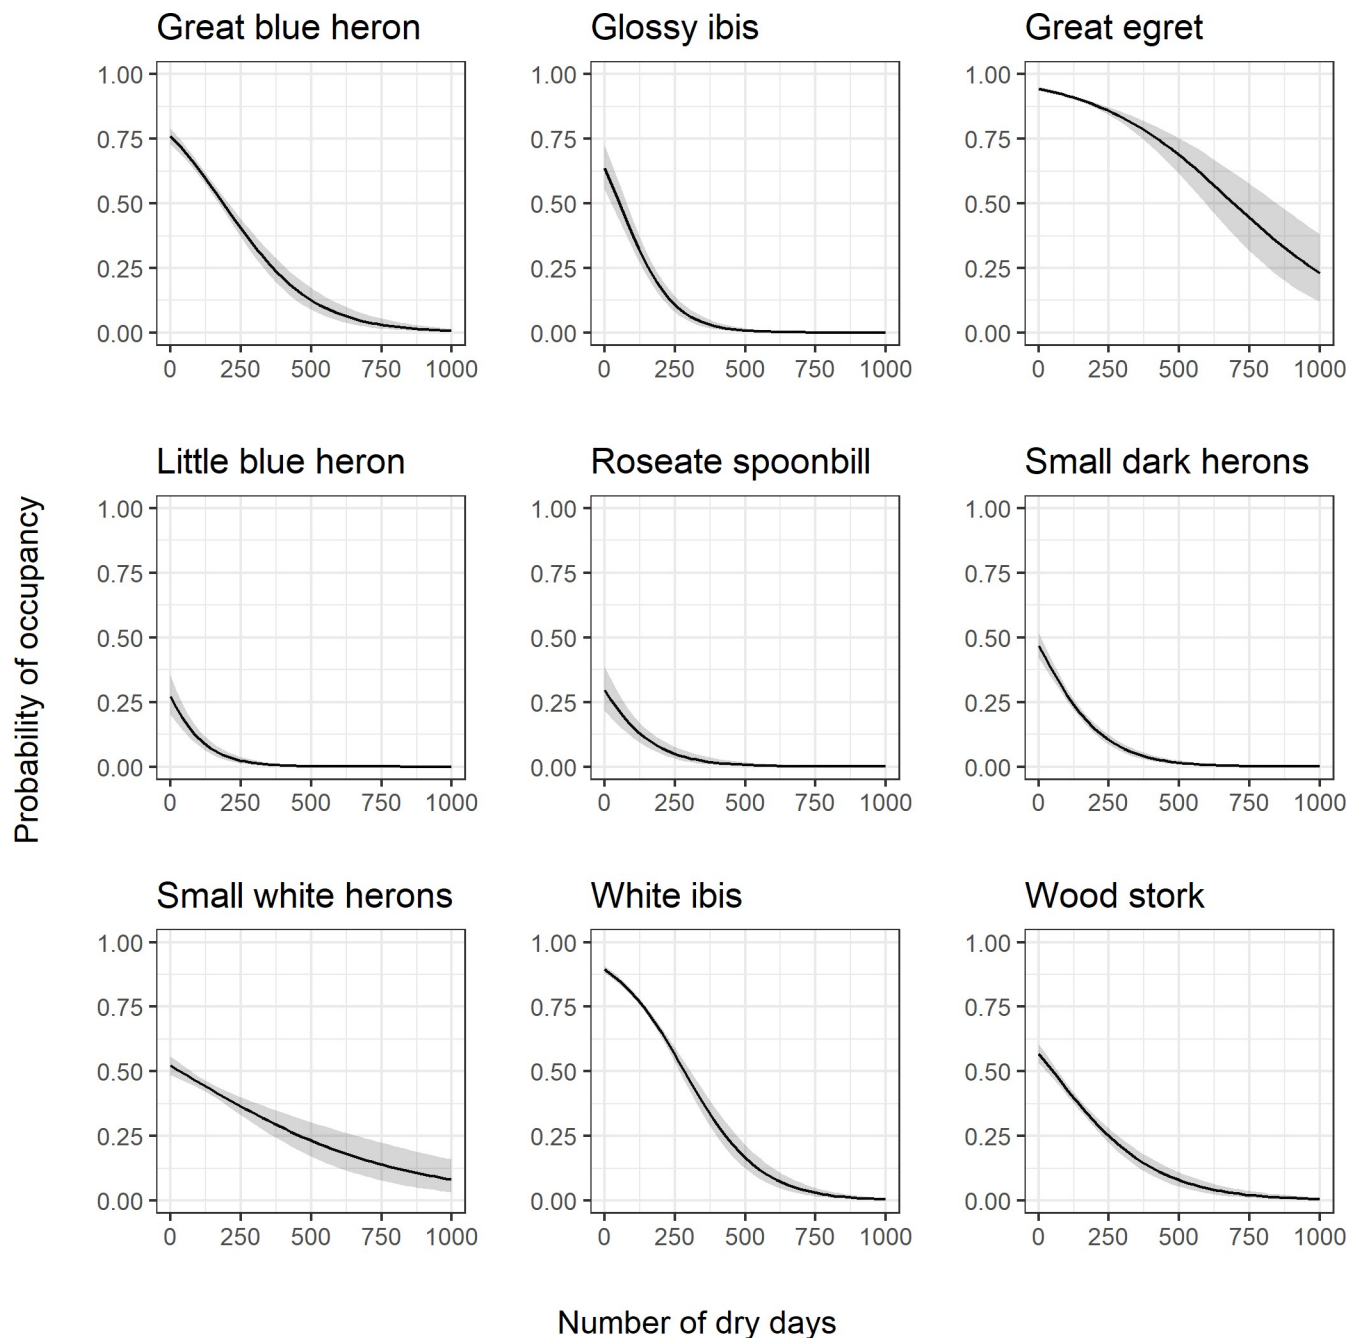 Great blue heron
Glossy ibis
Great egret
1.00
0.75
0.50
0.25
0.00
0 250 500 750 1000
1.00
0.75
0.50
0.25
0.00
0 250 500 750 1000
1.00
0.75
0.50
0.25
0.00
0 250 500 750 1000
Probability of occupancy
Little blue heron
Roseate spoonbill
Small dark herons
1.00
0.75
0.50
0.25
0.00
0 250 500 750 1000
1.00
0.75
0.50
0.25
0.00
0 250 500 750 1000
1.00
0.75
0.50
0.25
0.00
0 250 500 750 1000
Small white herons
White ibis
Wood stork
1.00
0.75
0.50
0.25
0.00
0 250 500 750 1000
1.00
0.75
0.50
0.25
0.00
0 250 500 750 1000
1.00
0.75
0.50
0.25
0.00
0 250 500 750 1000
Number of dry days